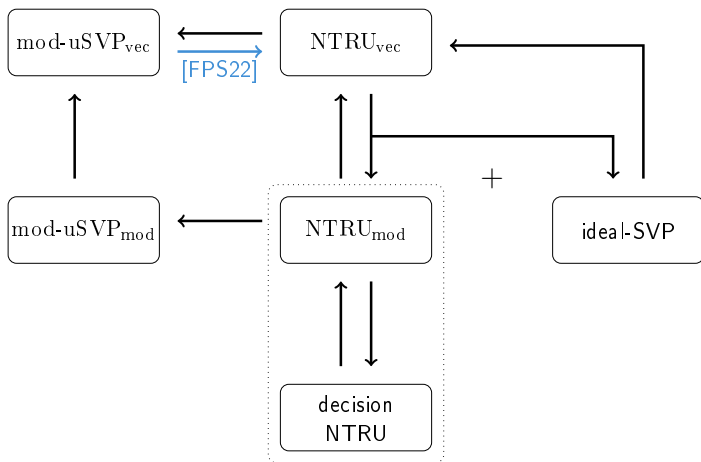 mod-uSVP_vec
NTRU_vec
[FPS22]
+
mod-uSVP_mod
NTRU_mod
ideal-SVP
decision
NTRU